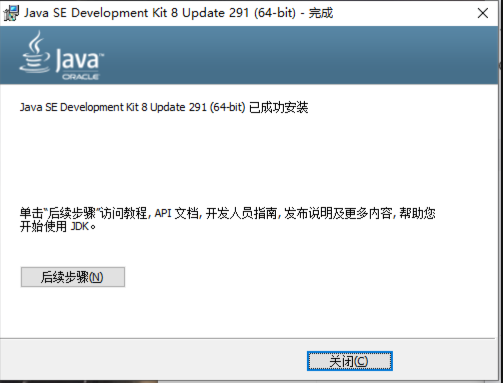 Java SE Development Kit 8 Update 291 (64-bit) - 完成
Java™
ORACLE
Java SE Development Kit 8 Update 291 (64-bit) 已成功安装
单击“后续步骤”访问教程, API 文档, 开发人员指南, 发布说明及更多内容, 帮助您
开始使用 JDK。
后续步骤(N)
关闭(C)